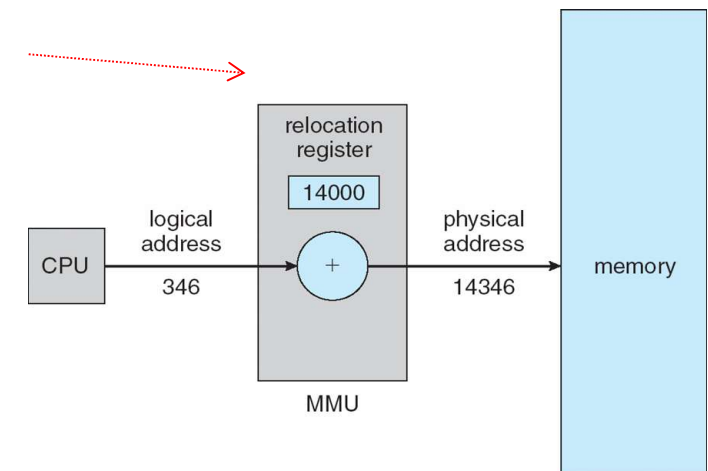 relocation
register
14000
logical
address
346
CPU
+
physical
address
14346
memory
MMU